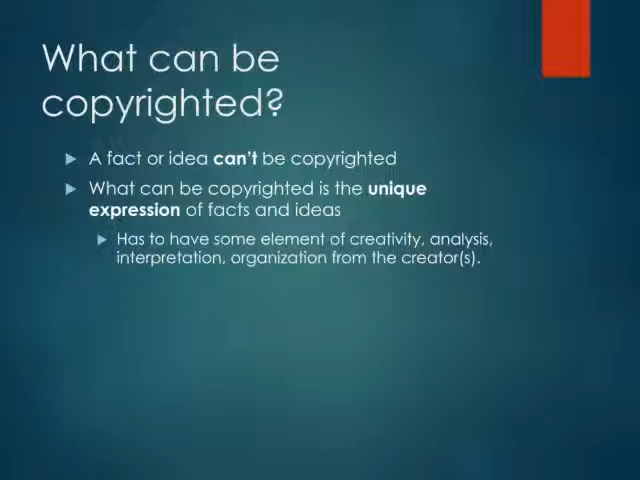 What can be
copyrighted?
A fact or idea can't be copyrighted
What can be copyrighted is the unique
expression of facts and ideas
Has to have some element of creativity, analysis,
interpretation, organization from the creator(s).